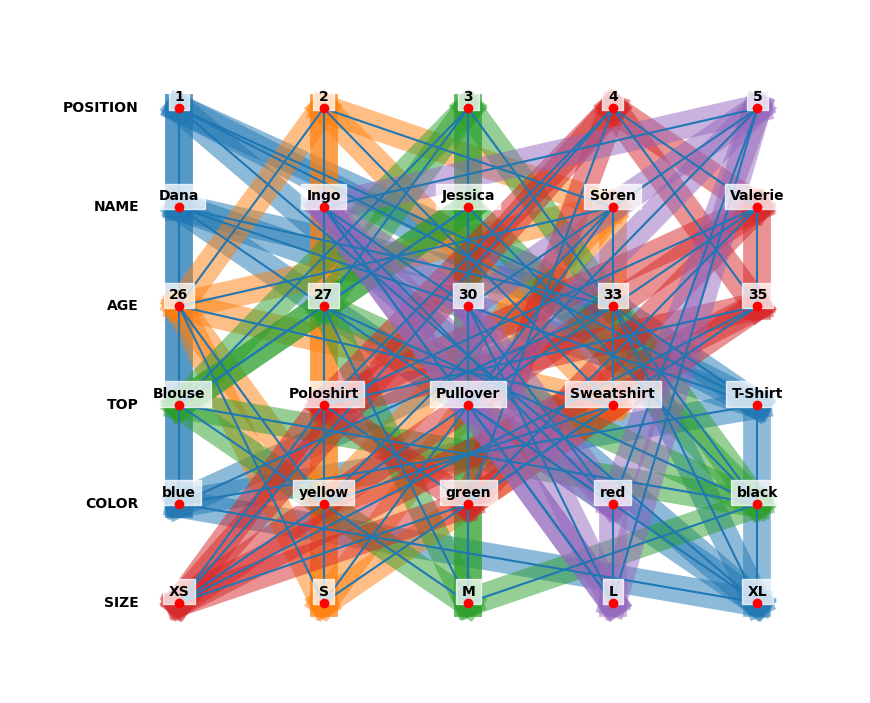 POSITION 1 2 3 4 5
NAME Dana Ingo Jessica Sören Valerie
AGE 26 27 30 33 35
TOP Blouse Poloshirt Pullover Sweatshirt T-Shirt
COLOR blue yellow green red black
SIZE XS S M L XL